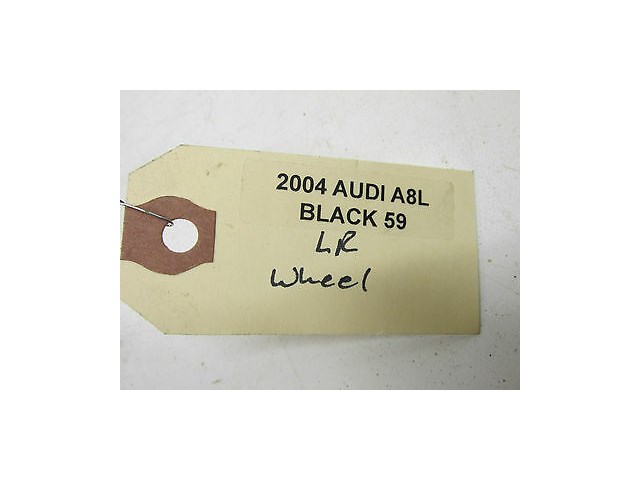 2004 AUDI A8L
BLACK 59
LR
Wheel